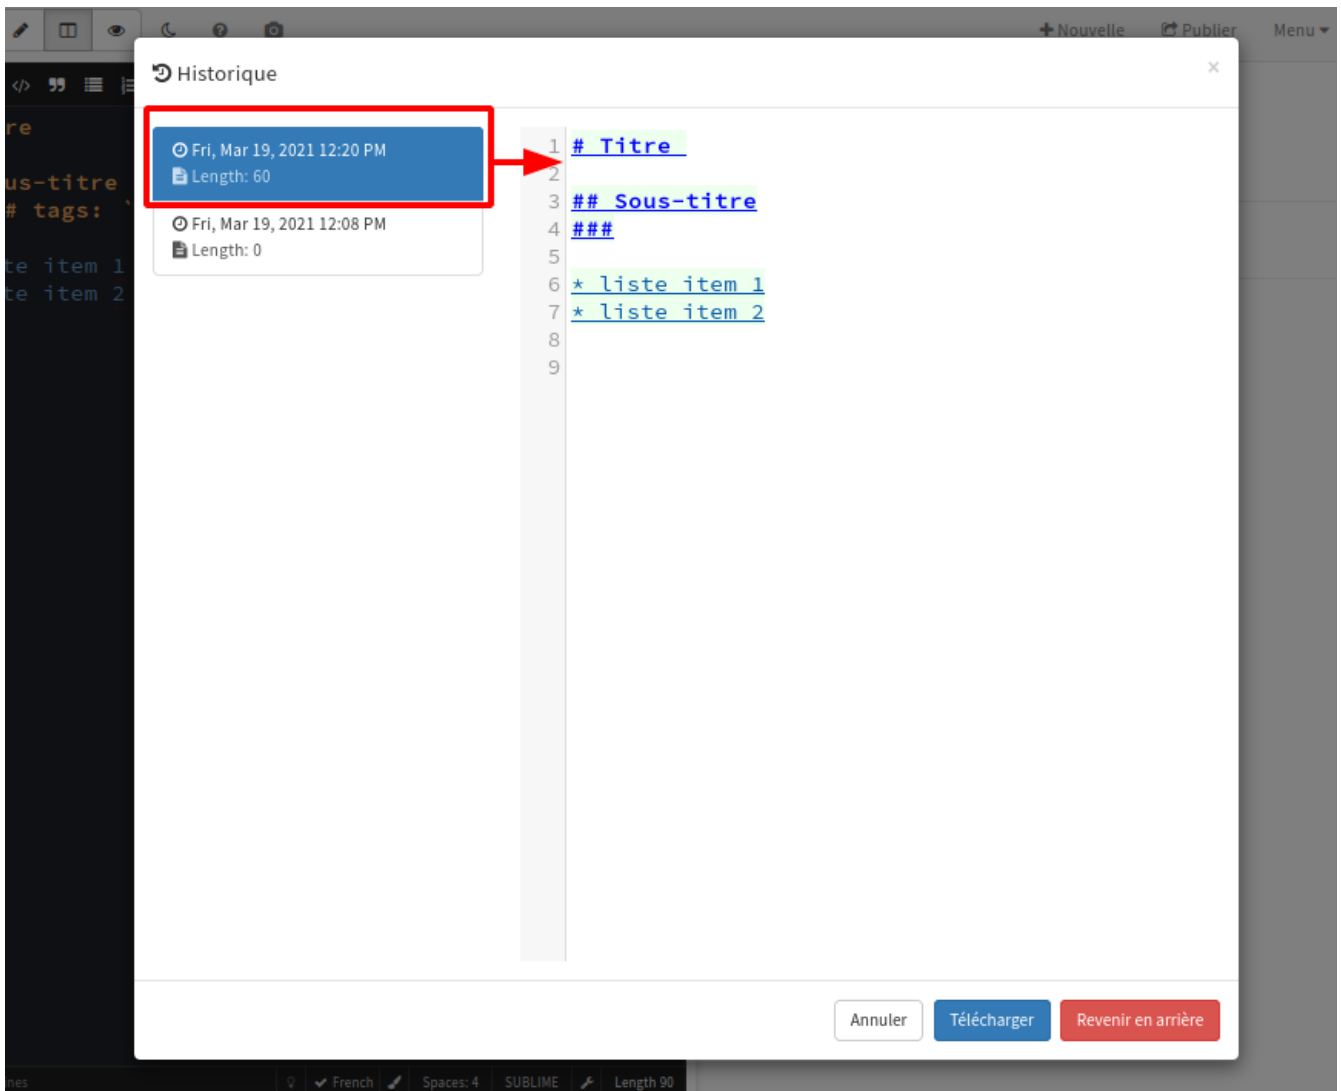 Nouvelle Publier Menu
Historique ×
Fri, Mar 19, 2021 12:20 PM
Length: 60
Fri, Mar 19, 2021 12:08 PM
Length: 0
1 # Titre
2
3 ## Sous-titre
4 ###
5
6 * liste item 1
7 * liste item 2
8
9
re
us-titre
# tags: `
te item 1
te item 2
Annuler Télécharger Revenir en arrière
nes French Spaces: 4 SUBLIME Length 90